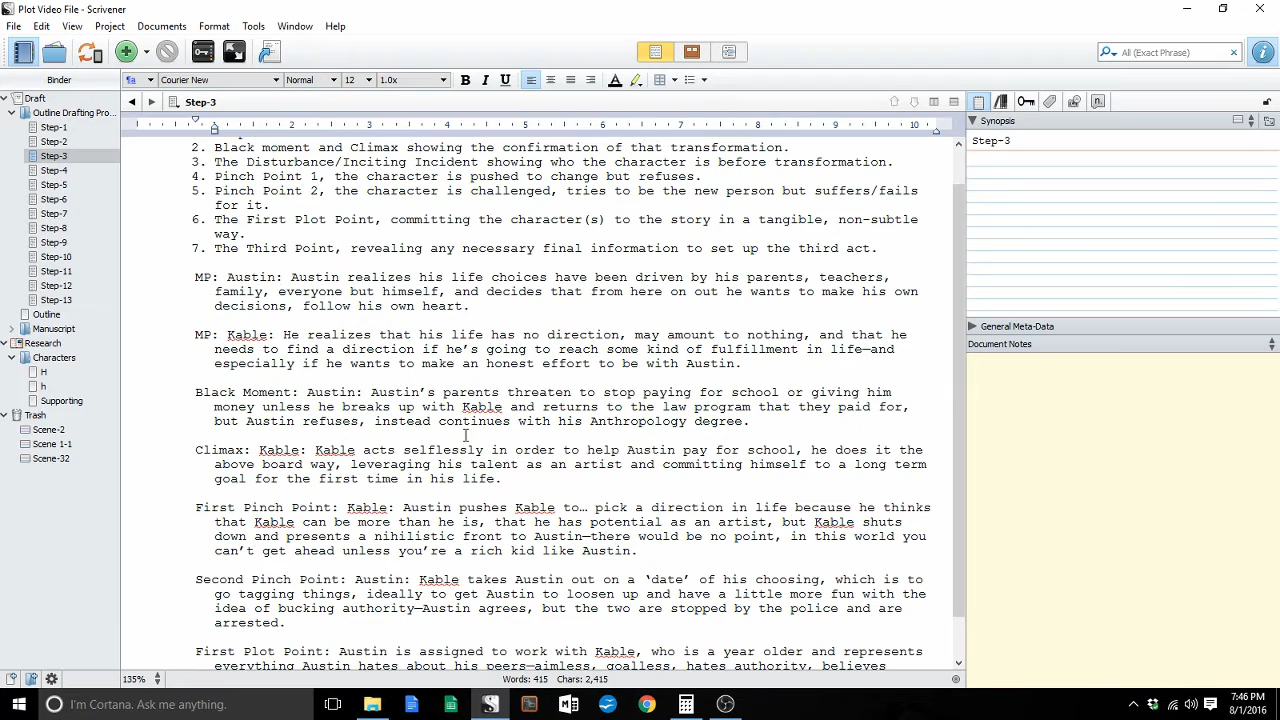 Plot Video File - Scrivener
File Edit View Project Documents Format Tools Window Help
All (Exact Phrase)
Binder
Courier New Normal 12 1.0x B I U A
Draft
Outline Drafting Pro...
Step-1
Step-2
Step-3
Step-4
Step-5
Step-6
Step-7
Step-8
Step-9
Step-10
Step-11
Step-12
Step-13
Outline
Manuscript
Research
Characters
H
h
Supporting
Trash
Scene-2
Scene 1-1
Scene-32
Step-3
2 3 4 5 6 7 8 9 10
2. Black moment and Climax showing the confirmation of that transformation.
3. The Disturbance/Inciting Incident showing who the character is before transformation.
4. Pinch Point 1, the character is pushed to change but refuses.
5. Pinch Point 2, the character is challenged, tries to be the new person but suffers/fails
for it.
6. The First Plot Point, committing the character(s) to the story in a tangible, non-subtle
way.
7. The Third Point, revealing any necessary final information to set up the third act.
MP: Austin: Austin realizes his life choices have been driven by his parents, teachers,
family, everyone but himself, and decides that from here on out he wants to make his own
decisions, follow his own heart.
MP: Kable- He realizes that his life has no direction, may amount to nothing, and that he
needs to find a direction if he's going to reach some kind of fulfillment in life—and
especially if he wants to make an honest effort to be with Austin.
Black Moment: Austin: Austin's parents threaten to stop paying for school or giving him
money unless he breaks up with Kable and returns to the law program that they paid for,
but Austin refuses, instead continues with his Anthropology degree.
Climax: Kable: Kable acts selflessly in order to help Austin pay for school, he does it the
above board way, leveraging his talent as an artist and committing himself to a long term
goal for the first time in his life.
First Pinch Point: Kable: Austin pushes Kable to… pick a direction in life because he thinks
that Kable can be more than he is, that he has potential as an artist, but Kable shuts
down and presents a nihilistic front to Austin—there would be no point, in this world you
can't get ahead unless you're a rich kid like Austin.
Second Pinch Point: Austin: Kable takes Austin out on a 'date' of his choosing, which is to
go tagging things, ideally to get Austin to loosen up and have a little more fun with the
idea of bucking authority—Austin agrees, but the two are stopped by the police and are
arrested.
First Plot Point: Austin is assigned to work with Kable, who is a year older and represents
everything Austin hates about his peers—aimless, goalless, hates authority, believes
135%
Words: 415 Chars: 2,415
Synopsis
Step-3
General Meta-Data
Document Notes
I'm Cortana. Ask me anything.
7:46 PM
8/1/2016